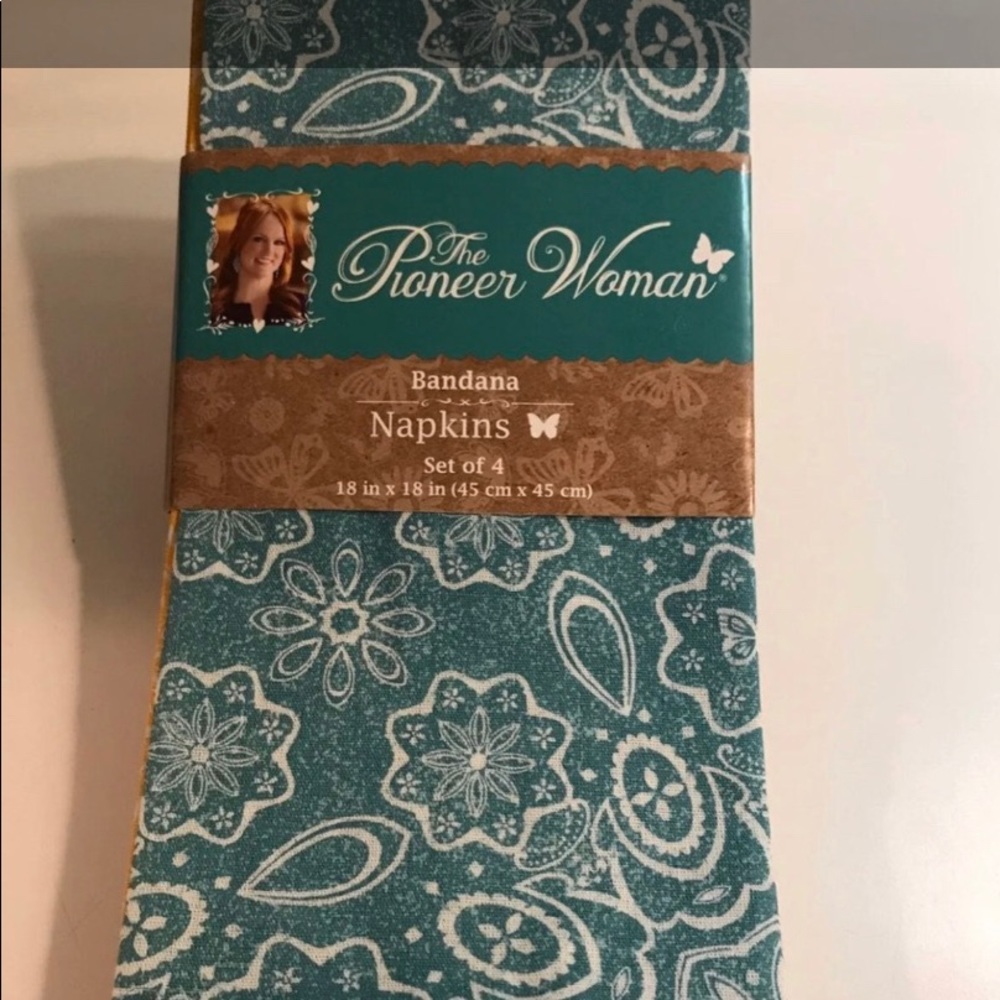 The
Pioneer Woman®
Bandana
Napkins
Set of 4
18 in x 18 in (45 cm x 45 cm)